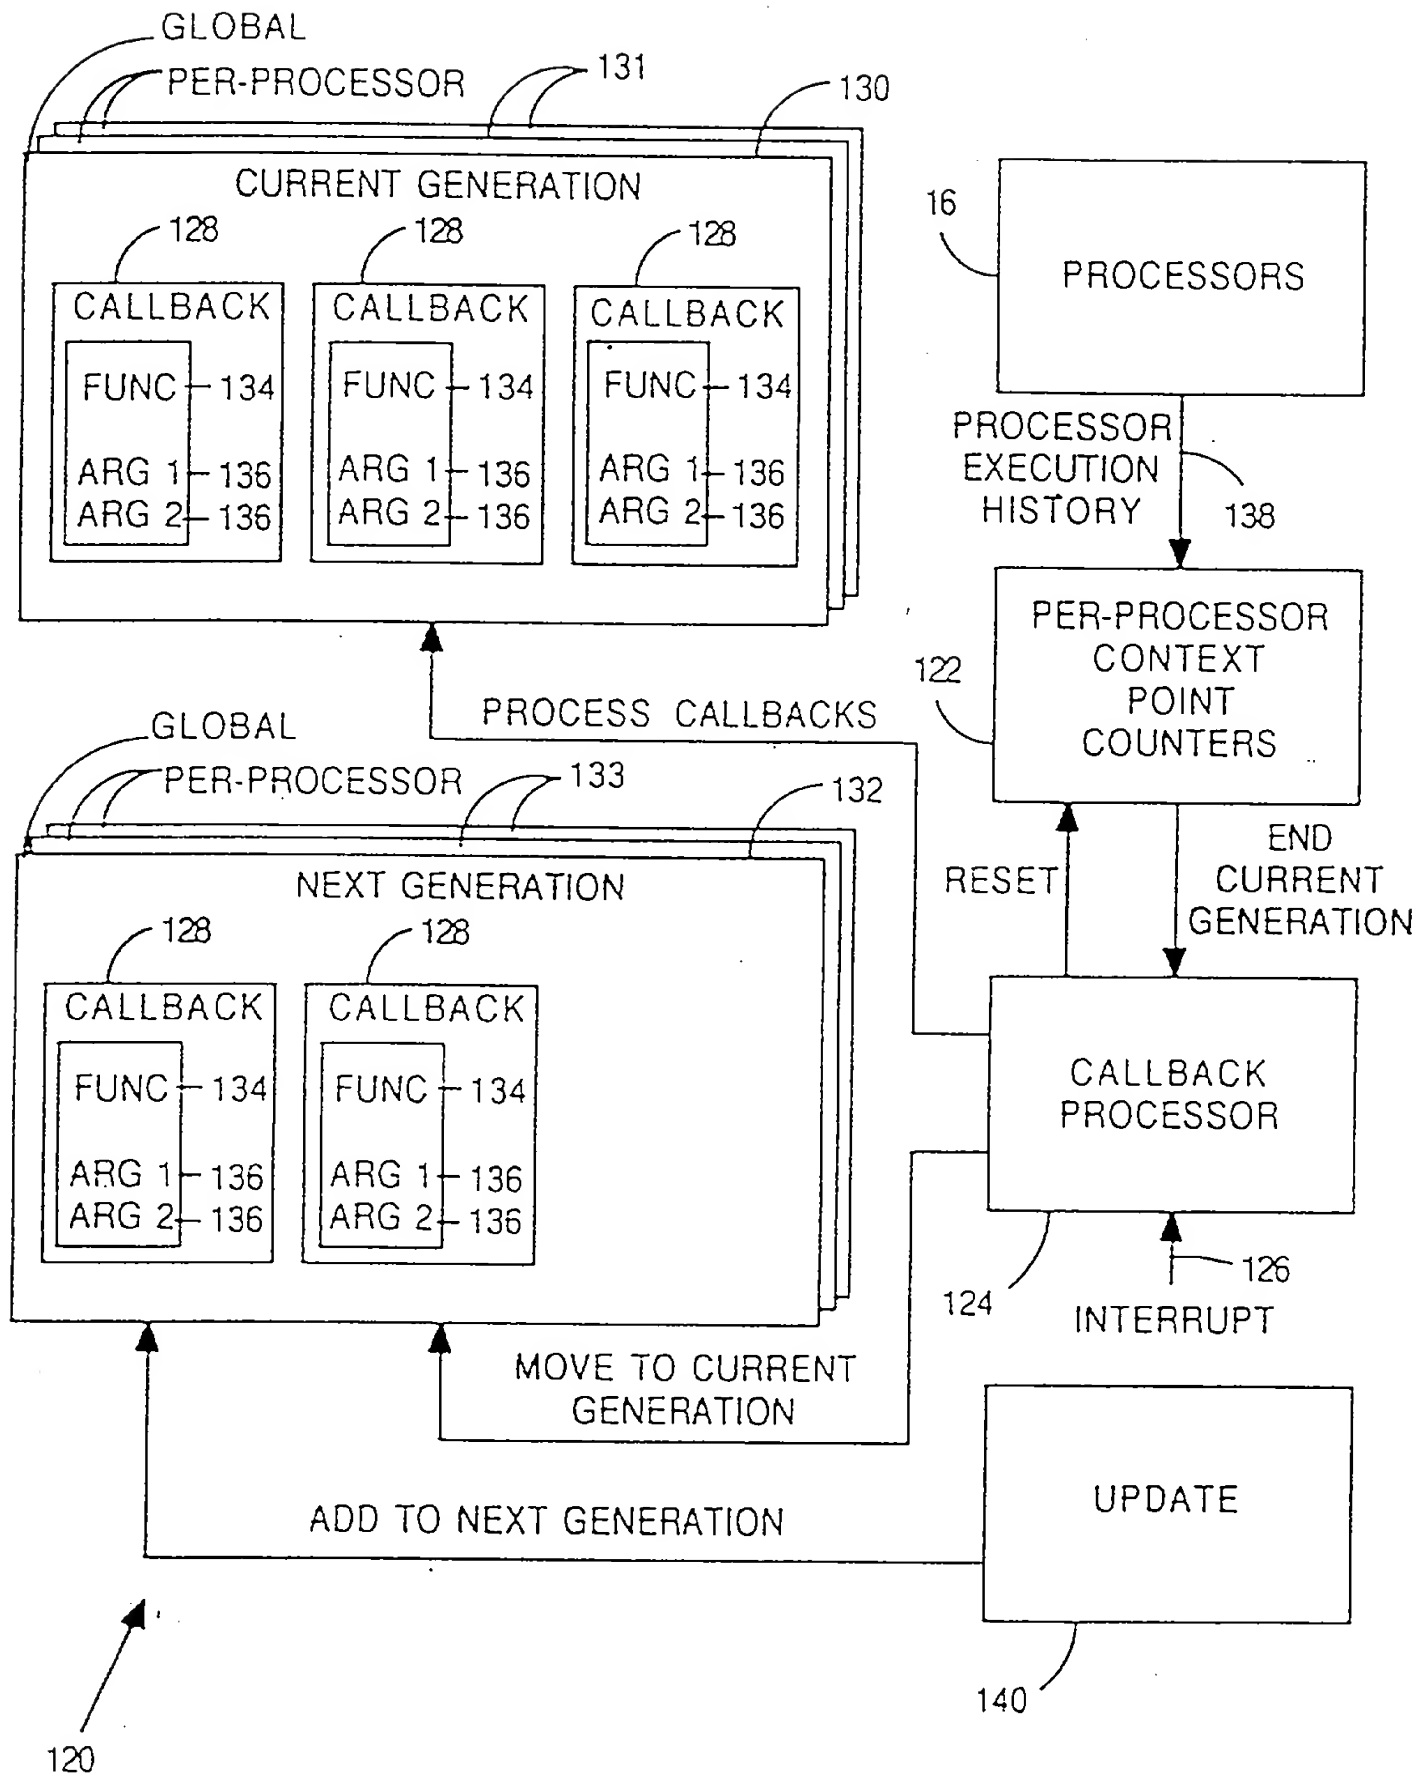 GLOBAL
PER-PROCESSOR
131
130
CURRENT GENERATION
128
128
128
CALLBACK
FUNC
134
ARG 1
136
ARG 2
136
CALLBACK
FUNC
134
ARG 1
136
ARG 2
136
CALLBACK
FUNC
134
ARG 1
136
ARG 2
136
16
PROCESSORS
PROCESSOR
EXECUTION
HISTORY
138
122
PER-PROCESSOR
CONTEXT
POINT
COUNTERS
PROCESS CALLBACKS
GLOBAL
PER-PROCESSOR
133
132
NEXT GENERATION
128
128
CALLBACK
FUNC
134
ARG 1
136
ARG 2
136
CALLBACK
FUNC
134
ARG 1
136
ARG 2
136
RESET
END
CURRENT
GENERATION
CALLBACK
PROCESSOR
124
126
INTERRUPT
MOVE TO CURRENT
GENERATION
UPDATE
ADD TO NEXT GENERATION
140
120